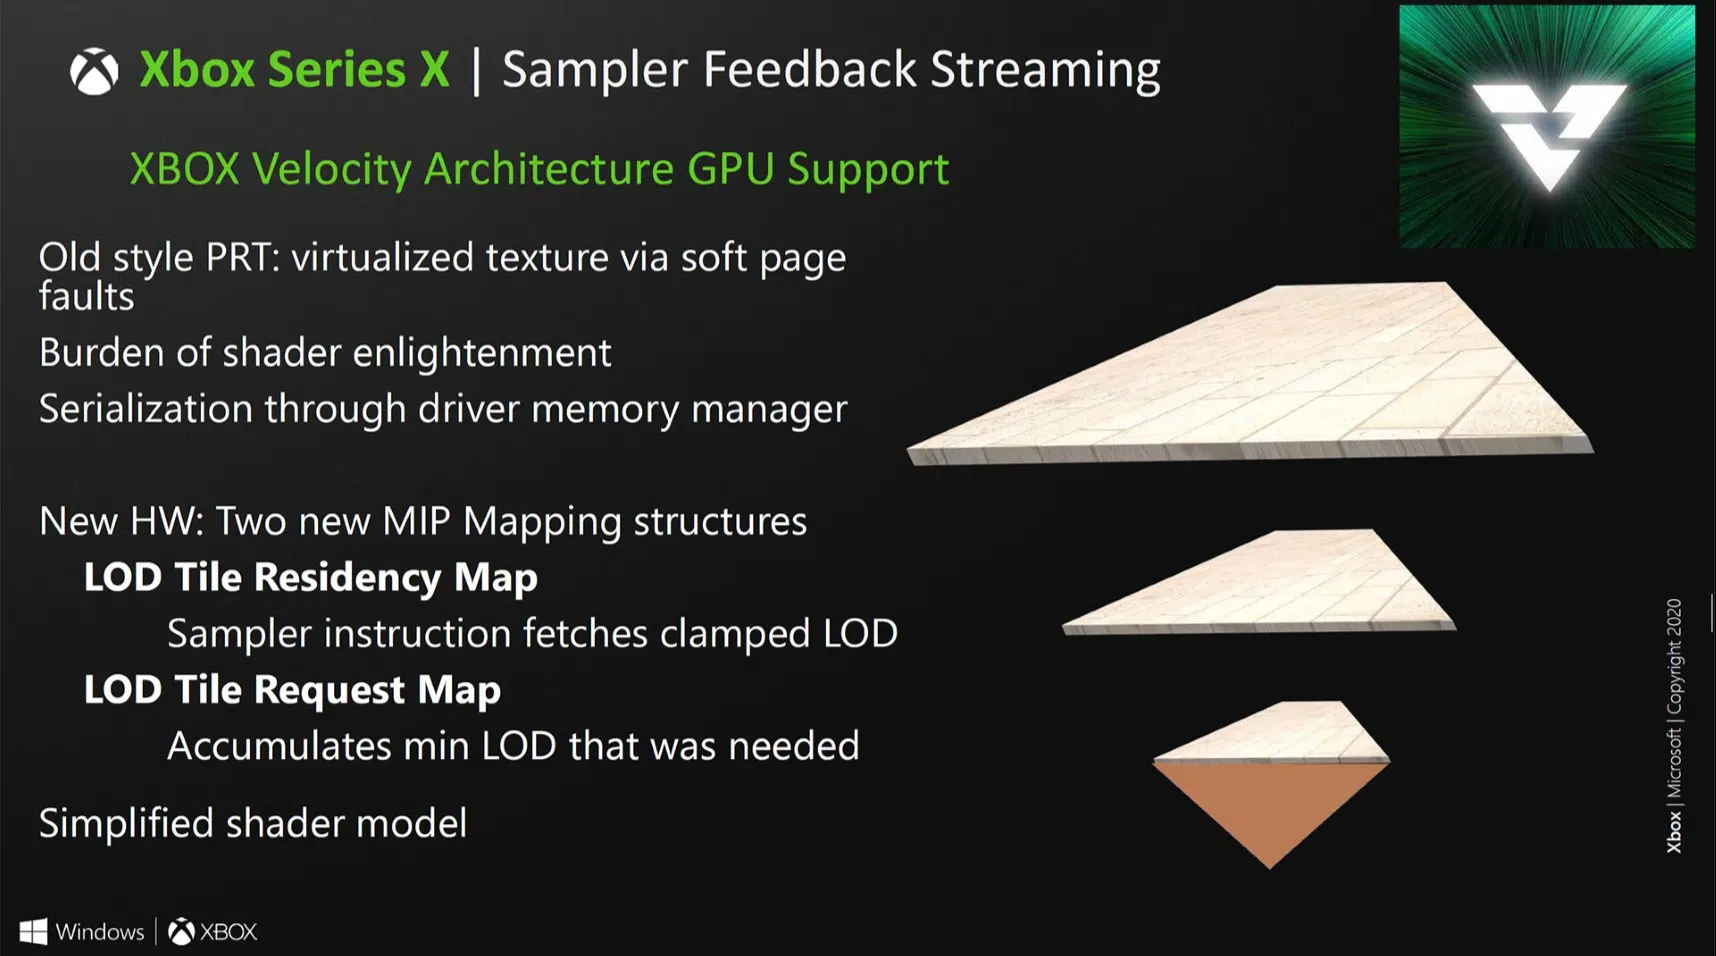 Xbox Series X | Sampler Feedback Streaming
XBOX Velocity Architecture GPU Support
Old style PRT: virtualized texture via soft page
faults
Burden of shader enlightenment
Serialization through driver memory manager
New HW: Two new MIP Mapping structures
LOD Tile Residency Map
Sampler instruction fetches clamped LOD
LOD Tile Request Map
Accumulates min LOD that was needed
Simplified shader model
Xbox | Microsoft | Copyright 2020
Windows | XBOX